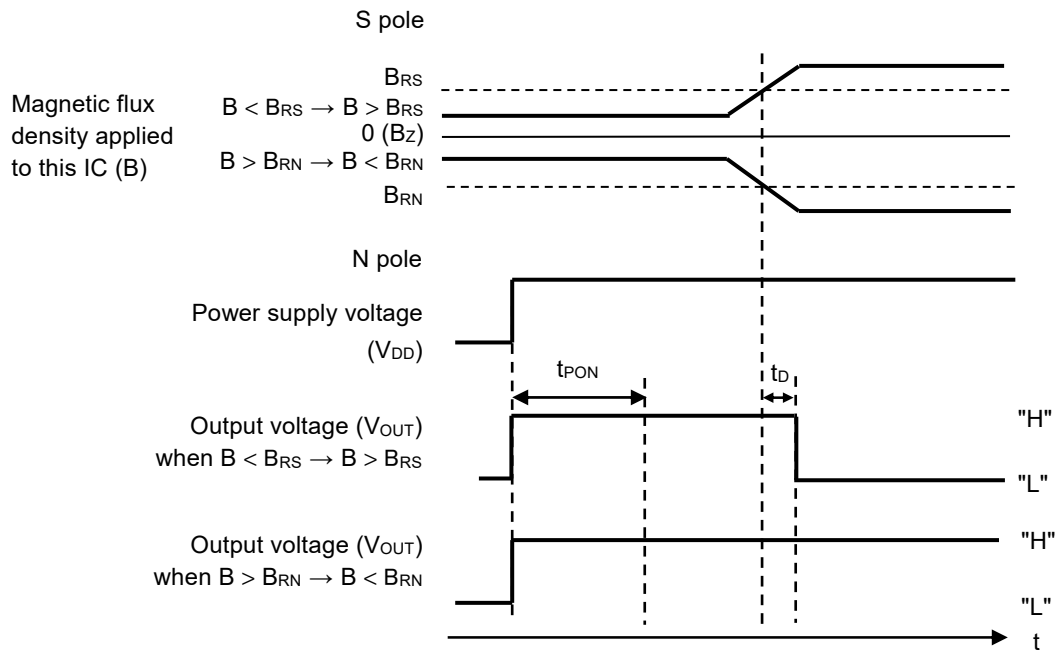 S pole
BRS
Magnetic flux
density applied
to this IC (B)
B < BRS → B > BRS
0 (BZ)
B > BRN → B < BRN
BRN
N pole
Power supply voltage
(VDD)
tPON
tD
Output voltage (VOUT)
when B < BRS → B > BRS
"H"
"L"
Output voltage (VOUT)
when B > BRN → B < BRN
"H"
"L"
t